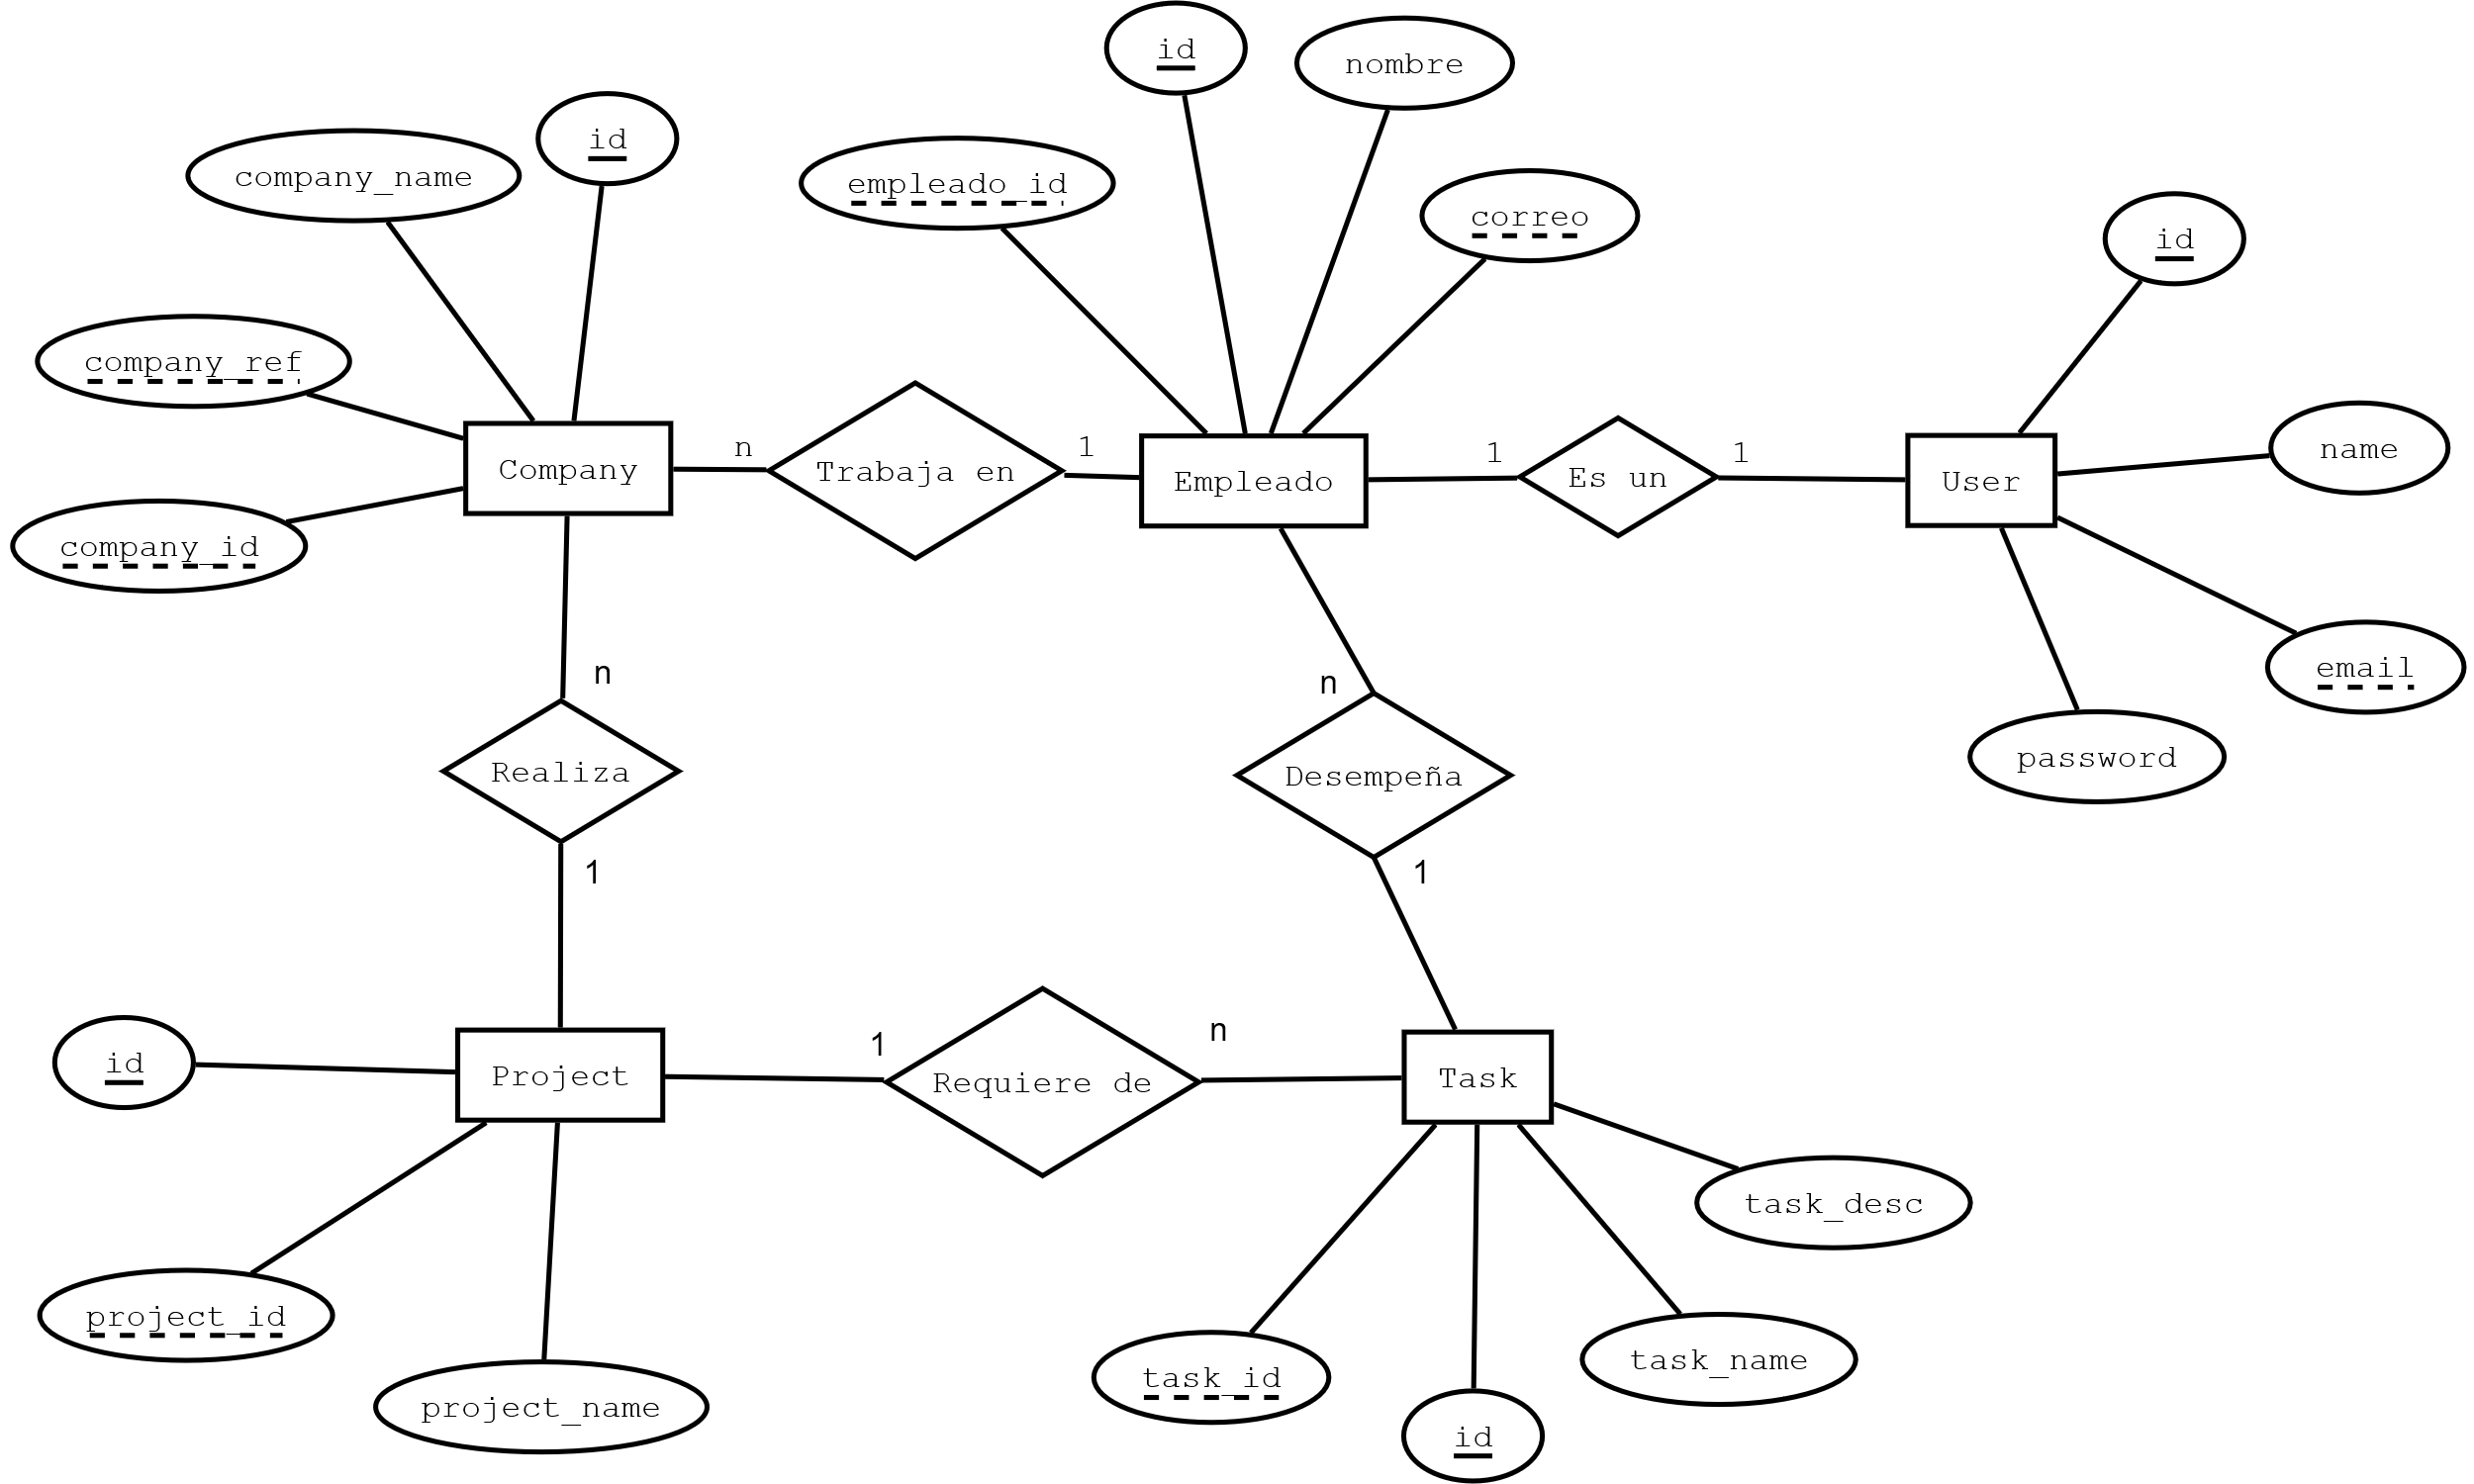 id
nombre
company_name
id
empleado_id
correo
id
company_ref
name
Company
n
Trabaja en
1
Empleado
1
Es un
1
User
company_id
n
n
email
password
Realiza
Desempeña
1
1
id
Project
1
Requiere de
n
Task
task_desc
project_id
project_name
task_id
task_name
id